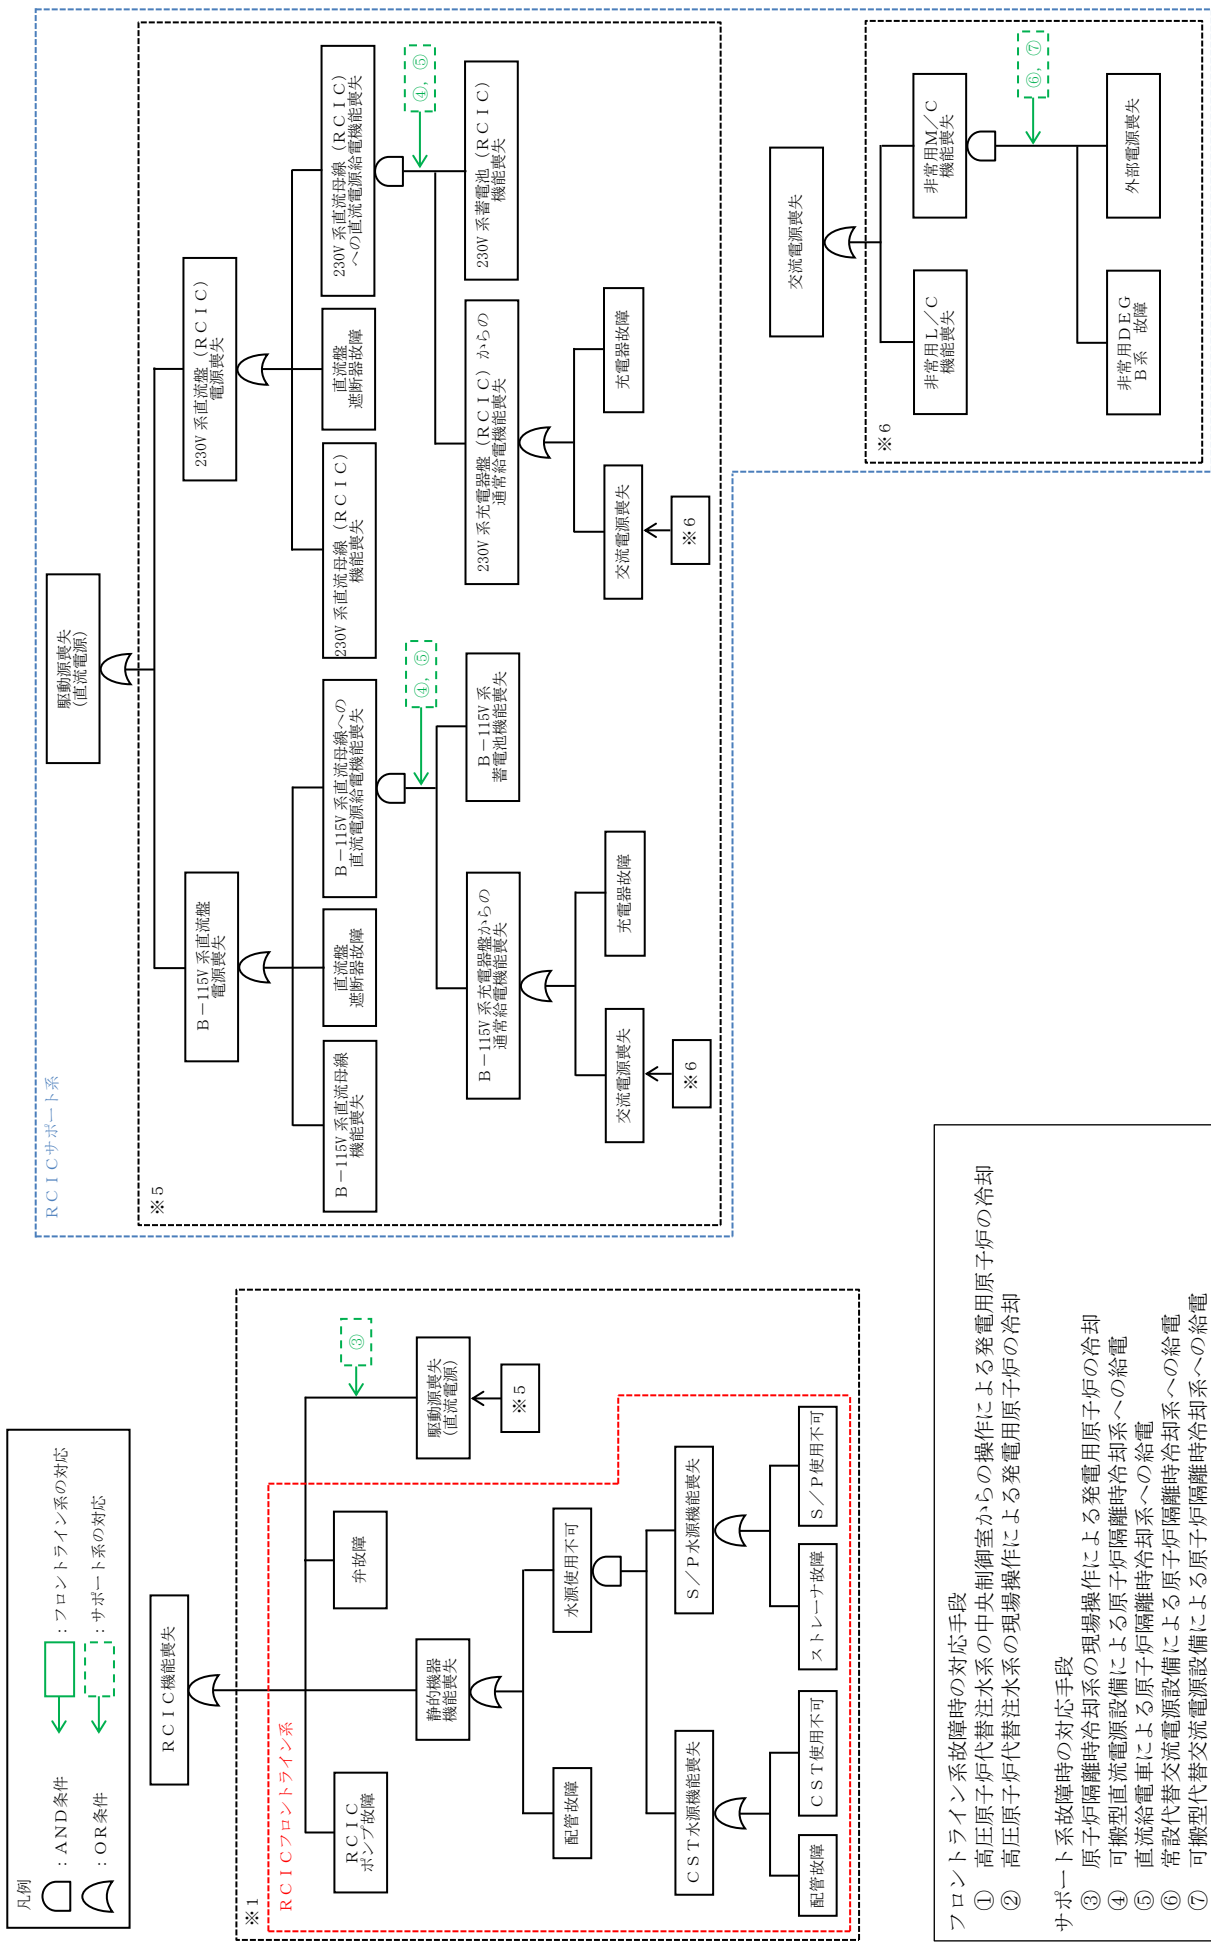 凡例
：AND条件
：OR条件
：フロントライン系の対応
：サポート系の対応
※1
RCIC機能喪失
RCICフロントライン系
RCIC
ポンプ故障
静的機器
機能喪失
弁故障
③
駆動源喪失
(直流電源)
※5
配管故障
水源使用不可
CST水源機能喪失
S／P水源機能喪失
配管故障
CST使用不可
ストレーナ故障
S／P使用不可
RCICサポート系
駆動源喪失
(直流電源)
※5
B－115V系直流盤
電源喪失
230V系直流盤（RCIC）
電源喪失
B－115V系直流母線
機能喪失
直流盤
遮断器故障
B－115V系直流母線への
直流電源給電機能喪失
230V系直流母線（RCIC）
機能喪失
直流盤
遮断器故障
230V系直流母線（RCIC）
への直流電源給電機能喪失
④，⑤
④，⑤
B－115V系充電器盤からの
通常給電機能喪失
B－115V系
蓄電池機能喪失
230V系充電器盤（RCIC）からの
通常給電機能喪失
230V系蓄電池（RCIC）
機能喪失
交流電源喪失
充電器故障
交流電源喪失
充電器故障
※6
※6
交流電源喪失
※6
非常用L／C
機能喪失
非常用M／C
機能喪失
⑥，⑦
非常用DEG
B系　故障
外部電源喪失
フロントライン系故障時の対応手段
①　高圧原子炉代替注水系の中央制御室からの操作による発電用原子炉の冷却
②　高圧原子炉代替注水系の現場操作による発電用原子炉の冷却
サポート系故障時の対応手段
③　原子炉隔離時冷却系の現場操作による発電用原子炉の冷却
④　可搬型直流電源設備による原子炉隔離時冷却系への給電
⑤　直流給電車による原子炉隔離時冷却系への給電
⑥　常設代替交流電源設備による原子炉隔離時冷却系への給電
⑦　可搬型代替交流電源設備による原子炉隔離時冷却系への給電